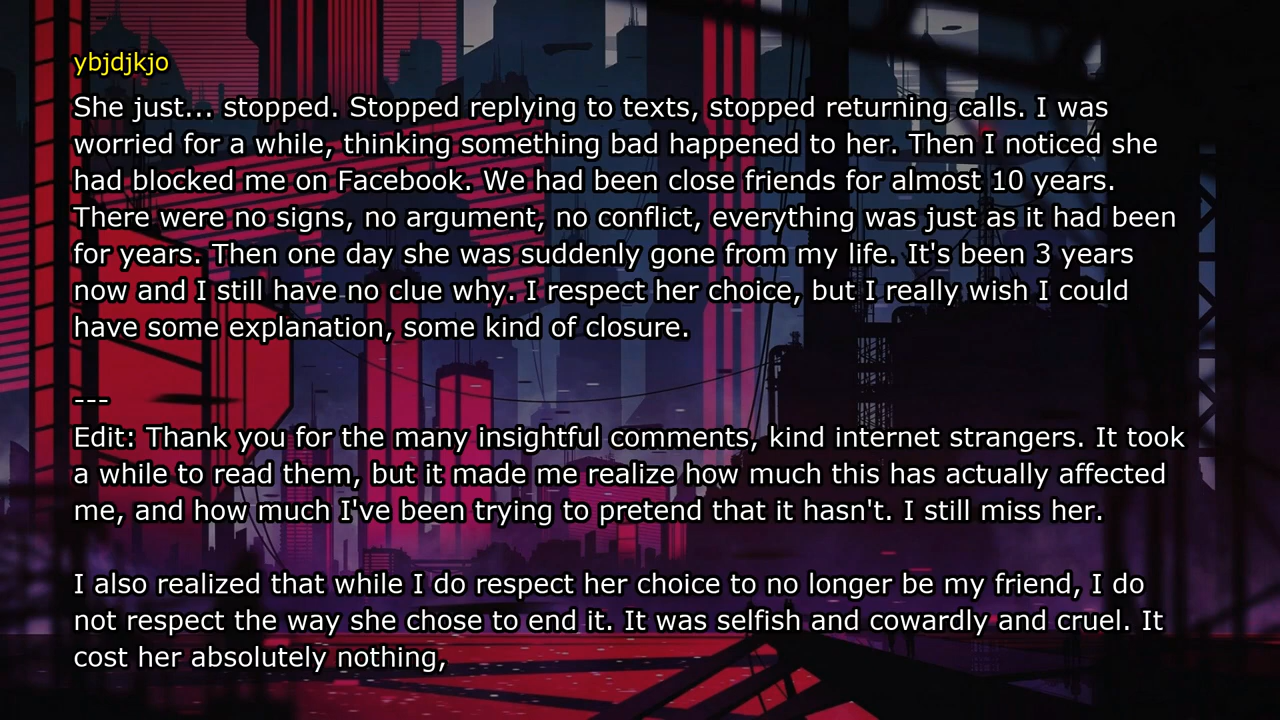 ybjdjkjo
She just... stopped. Stopped replying to texts, stopped returning calls. I was
worried for a while, thinking something bad happened to her. Then I noticed she
had blocked me on Facebook. We had been close friends for almost 10 years.
There were no signs, no argument, no conflict, everything was just as it had been
for years. Then one day she was suddenly gone from my life. It's been 3 years
now and I still have no clue why. I respect her choice, but I really wish I could
have some explanation, some kind of closure.
---
Edit: Thank you for the many insightful comments, kind internet strangers. It took
a while to read them, but it made me realize how much this has actually affected
me, and how much I've been trying to pretend that it hasn't. I still miss her.
I also realized that while I do respect her choice to no longer be my friend, I do
not respect the way she chose to end it. It was selfish and cowardly and cruel. It
cost her absolutely nothing,